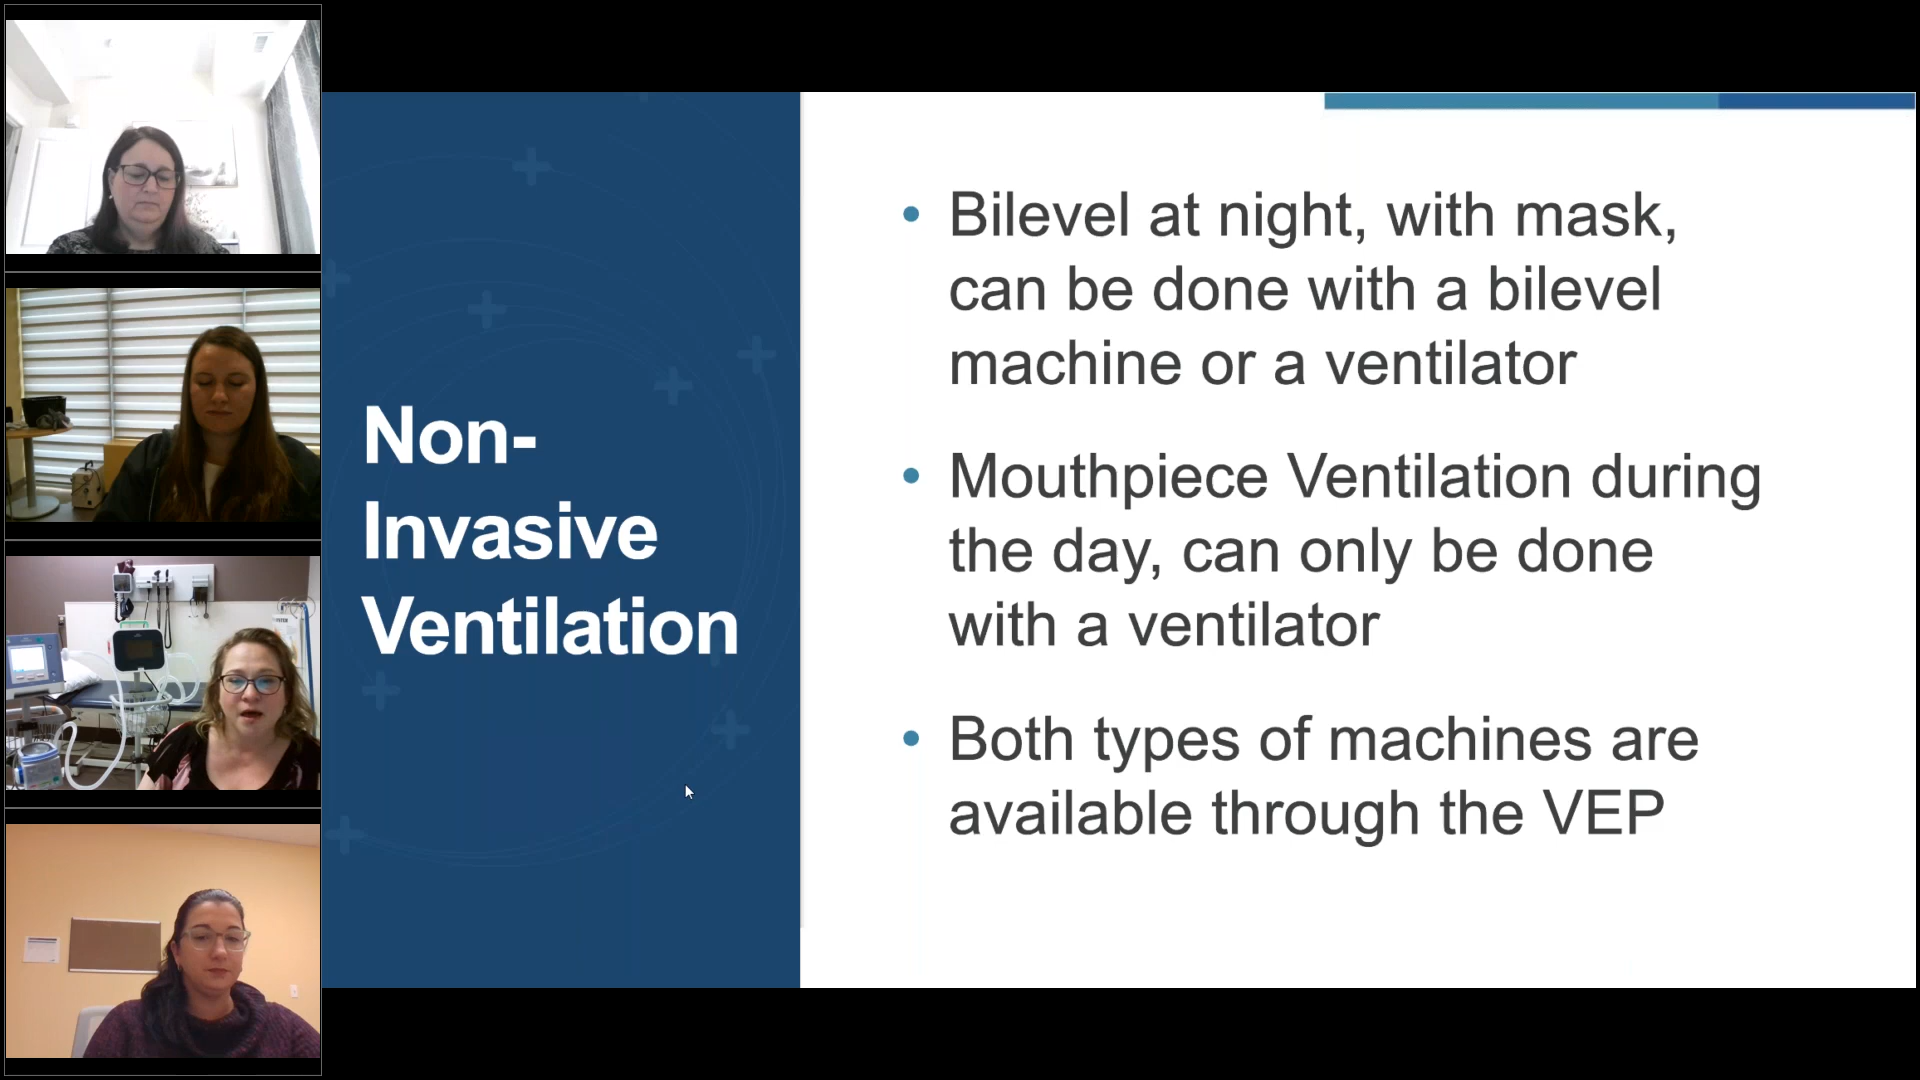 Non-
Invasive
Ventilation
• Bilevel at night, with mask,
can be done with a bilevel
machine or a ventilator
• Mouthpiece Ventilation during
the day, can only be done
with a ventilator
• Both types of machines are
available through the VEP